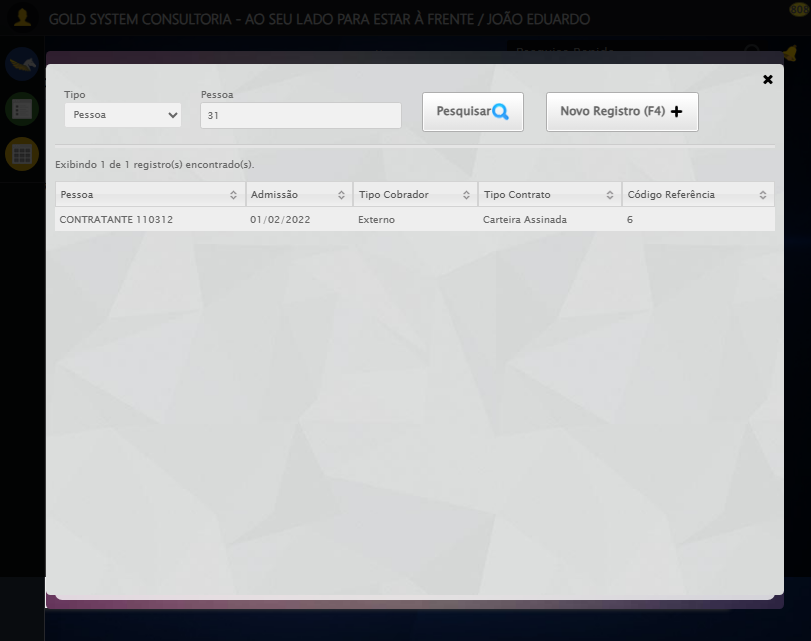 GOLD SYSTEM CONSULTORIA - AO SEU LADO PARA ESTAR À FRENTE / JOÃO EDUARDO
Pesquisa Rapida
Tipo
Pessoa
Pessoa
31
Pesquisar
Novo Registro (F4)
Exibindo 1 de 1 registro(s) encontrado(s).
Pessoa Admissão Tipo Cobrador Tipo Contrato Código Referência
CONTRATANTE 110312 01/02/2022 Externo Carteira Assinada 6